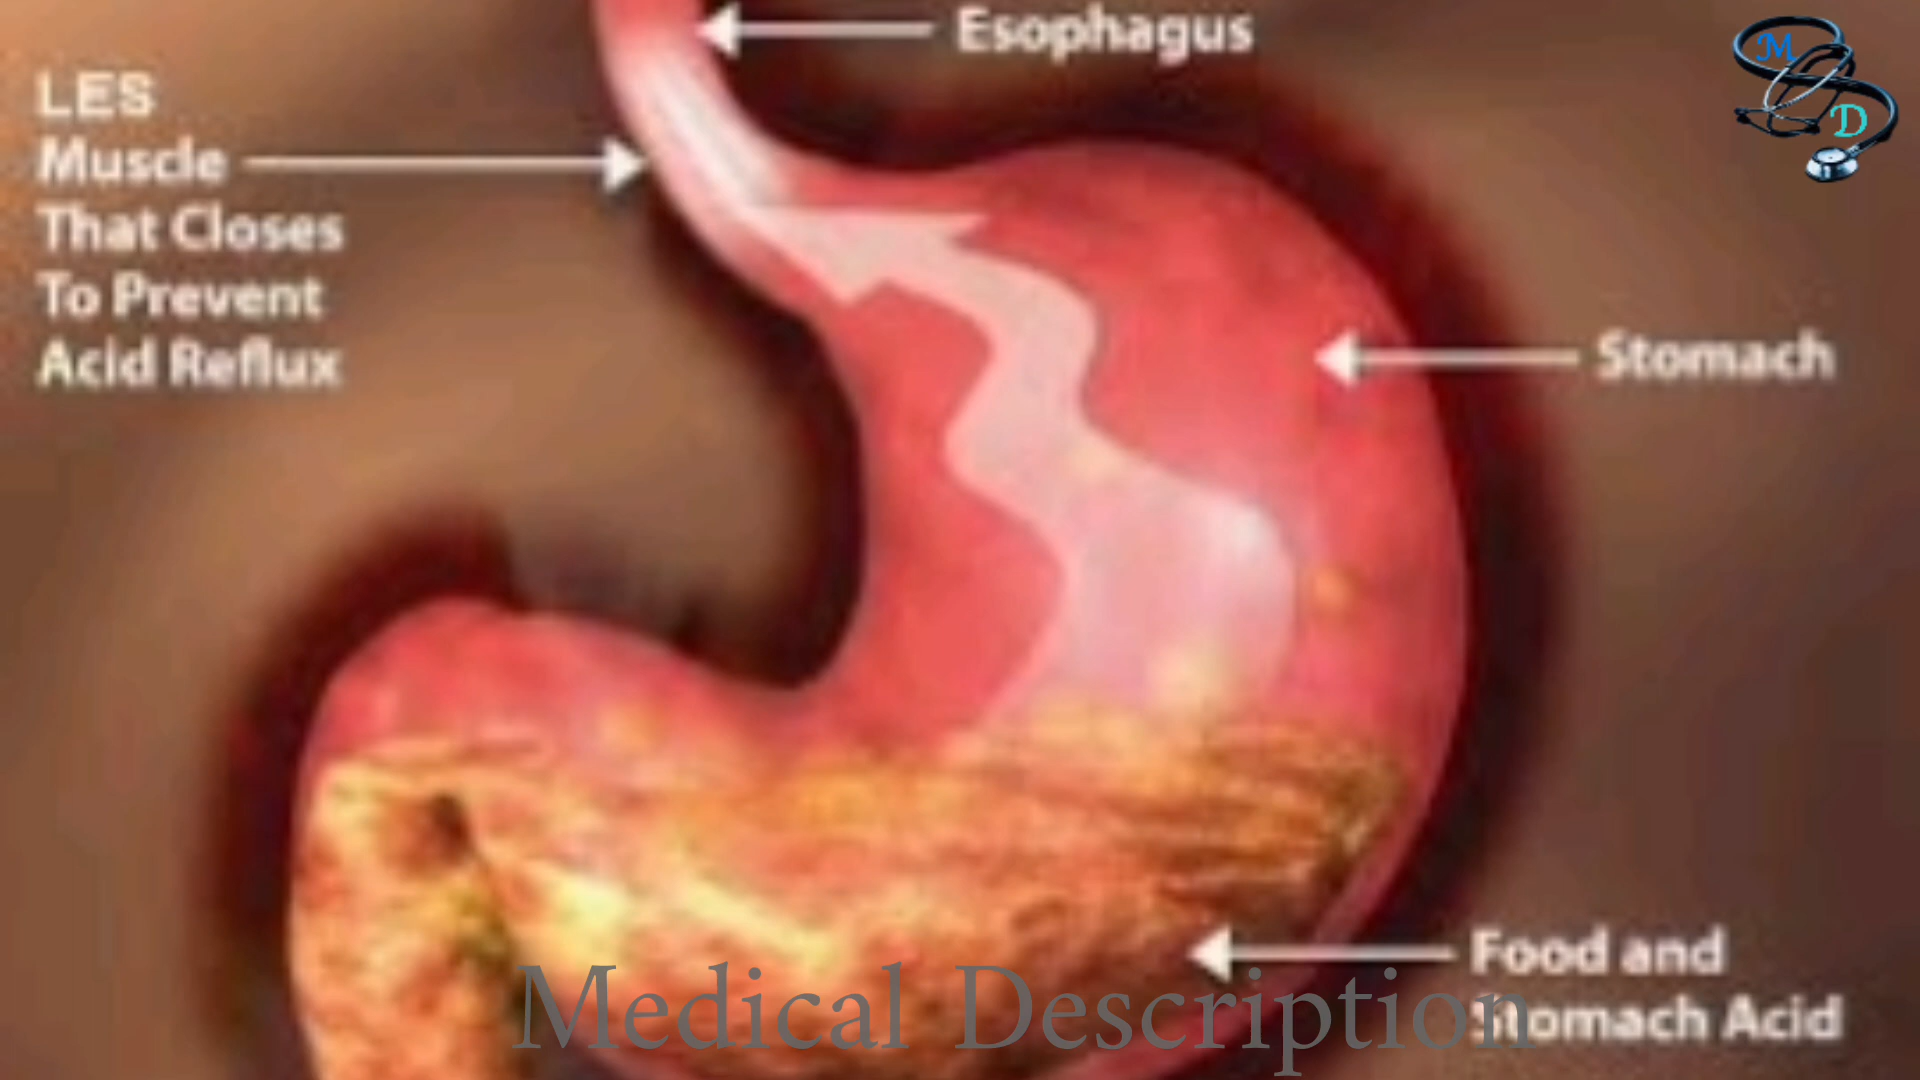 Esophagus
LES
Muscle
That Closes
To Prevent
Acid Reflux
Stomach
Food and
Stomach Acid
Medical Description
M
D